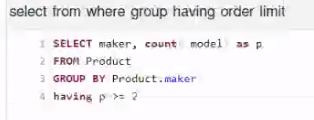 select from where group having order limit
1 SELECT maker, count( model) as p
2 FROM Product
3 GROUP BY Product.maker
4 having p >= 2